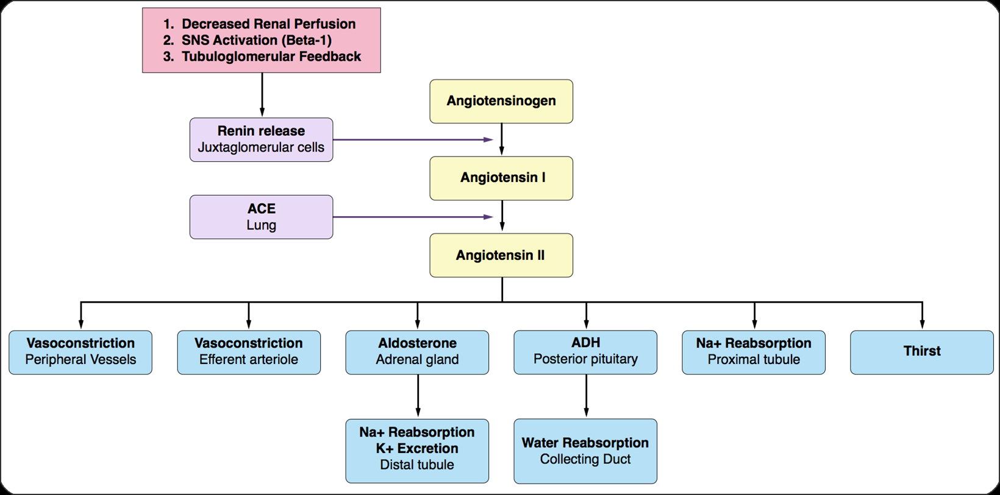 1. Decreased Renal Perfusion
2. SNS Activation (Beta-1)
3. Tubuloglomerular Feedback
Angiotensinogen
Renin release
Juxtaglomerular cells
Angiotensin I
ACE
Lung
Angiotensin II
Vasoconstriction
Peripheral Vessels
Vasoconstriction
Efferent arteriole
Aldosterone
Adrenal gland
ADH
Posterior pituitary
Na+ Reabsorption
Proximal tubule
Thirst
Na+ Reabsorption
K+ Excretion
Distal tubule
Water Reabsorption
Collecting Duct